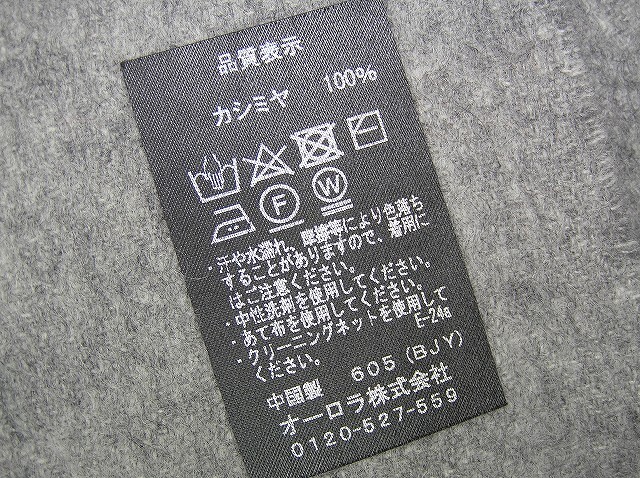 品質表示
カシミヤ 100%
F W
・汗や水濡れ、摩擦等により色落ち
することがありますので、着用に
はご注意ください。
・中性洗剤を使用してください。
・あて布を使用してください。
・クリーニングネットを使用して
ください。 E-24a
中国製 605 (BJY)
オーロラ株式会社
0120-527-559